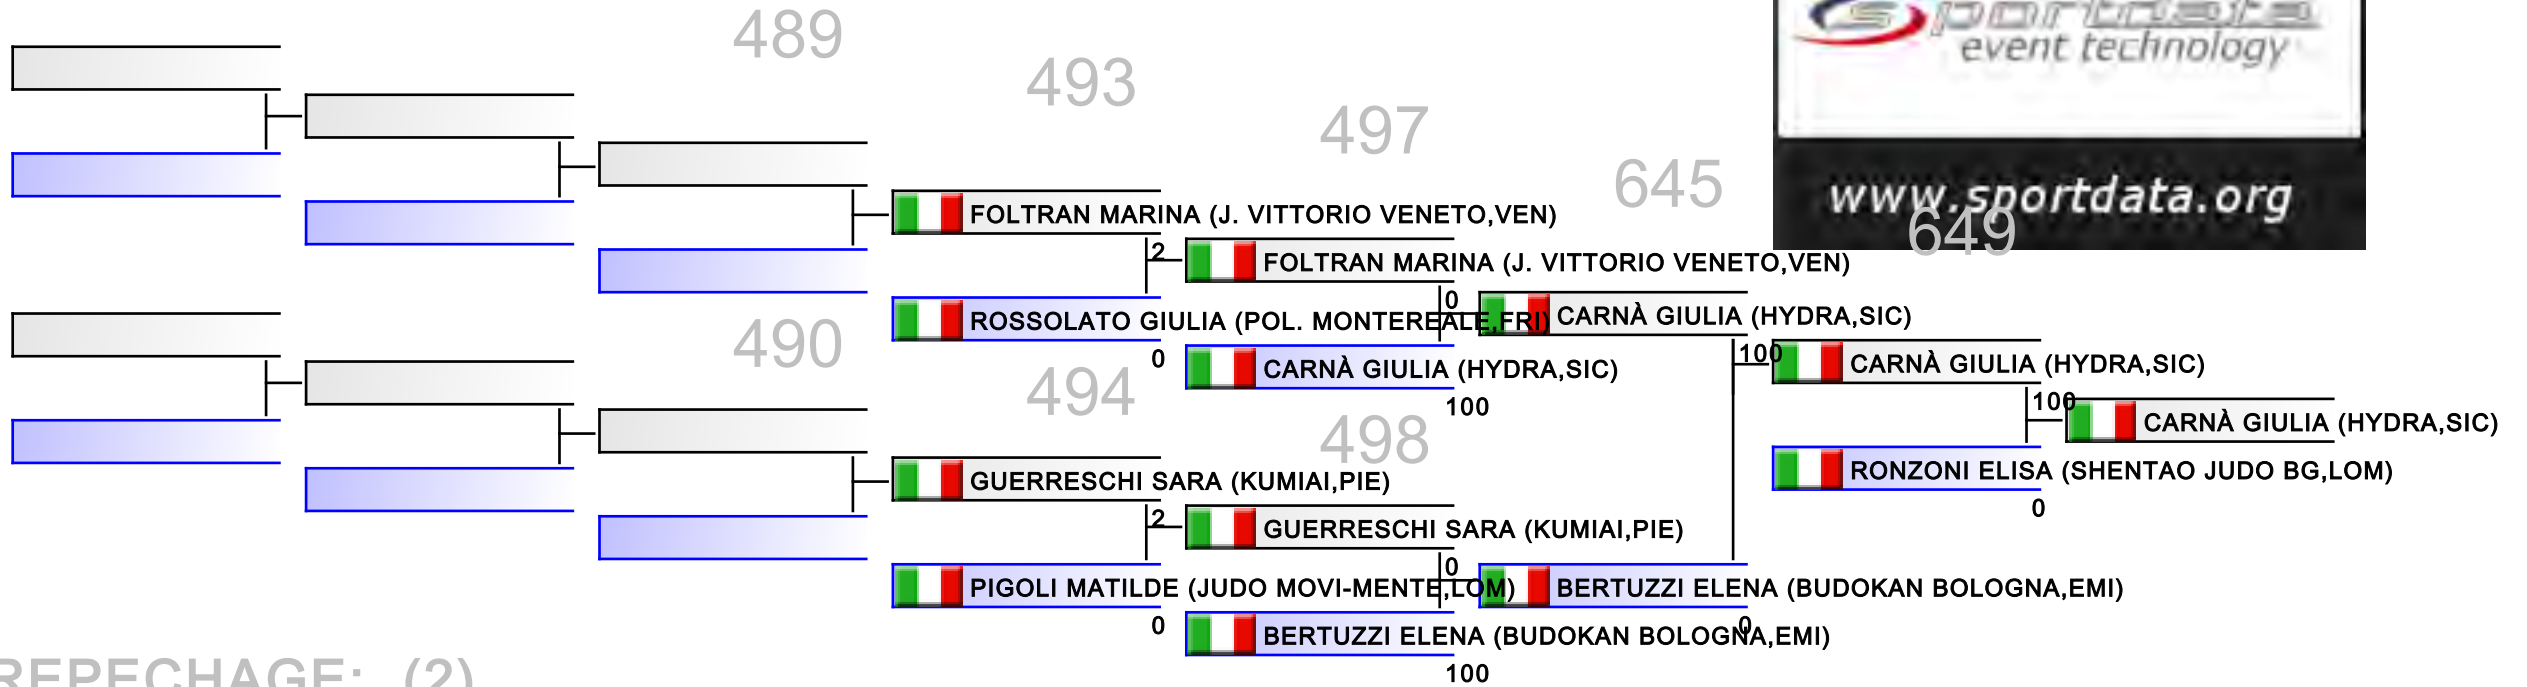 sportdata
event technology
www.sportdata.org
489
493
497
645
649
FOLTRAN MARINA (J. VITTORIO VENETO,VEN)
2
FOLTRAN MARINA (J. VITTORIO VENETO,VEN)
0
ROSSOLATO GIULIA (POL. MONTEREALE,FRI)
CARNÀ GIULIA (HYDRA,SIC)
0
100
490
CARNÀ GIULIA (HYDRA,SIC)
CARNÀ GIULIA (HYDRA,SIC)
494
100
100
498
CARNÀ GIULIA (HYDRA,SIC)
GUERRESCHI SARA (KUMIAI,PIE)
RONZONI ELISA (SHENTAO JUDO BG,LOM)
0
2
GUERRESCHI SARA (KUMIAI,PIE)
0
PIGOLI MATILDE (JUDO MOVI-MENTE,LOM)
BERTUZZI ELENA (BUDOKAN BOLOGNA,EMI)
0
0
BERTUZZI ELENA (BUDOKAN BOLOGNA,EMI)
100
REPECHAGE: (2)